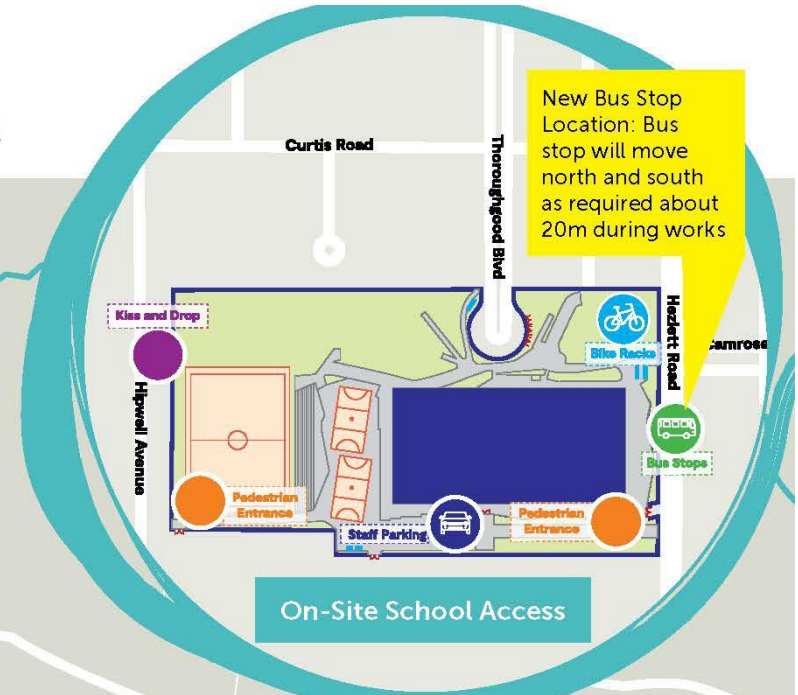 New Bus Stop
Location: Bus
stop will move
north and south
as required about
20m during works
Curtis Road
Thoroughgood Blvd
Kiss and Drop
Bike Racks
Hezlett Road
Hipwell Avenue
Bus Stops
Pedestrian
Entrance
Staff Parking
Pedestrian
Entrance
On-Site School Access